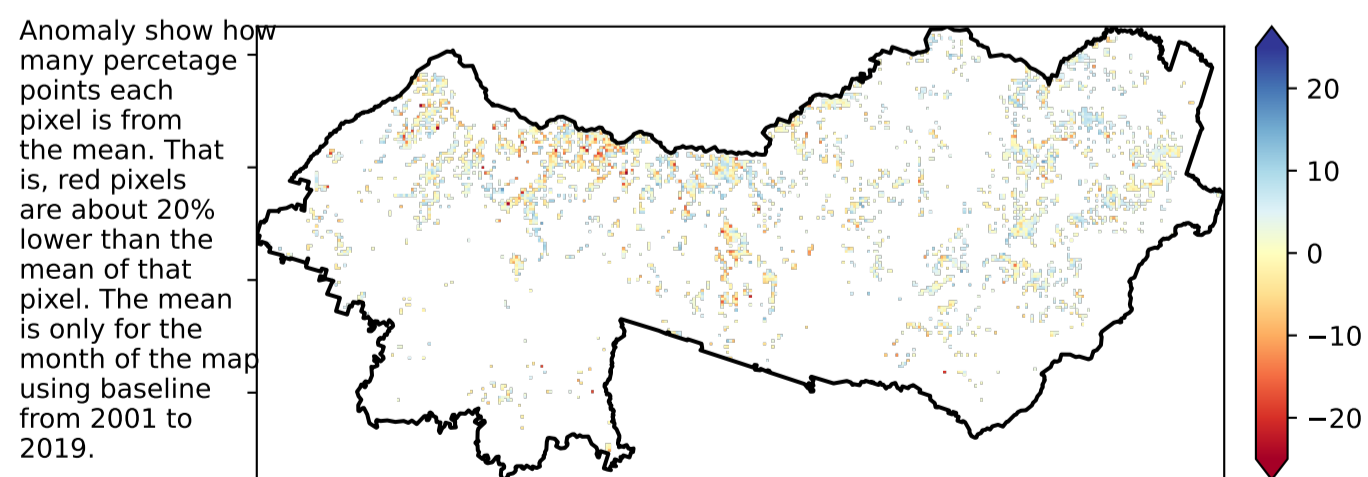 Anomaly show how
many percetage
points each
pixel is from
the mean. That
is, red pixels
are about 20%
lower than the
mean of that
pixel. The mean
is only for the
month of the map
using baseline
from 2001 to
2019.
20
10
0
−10
−20